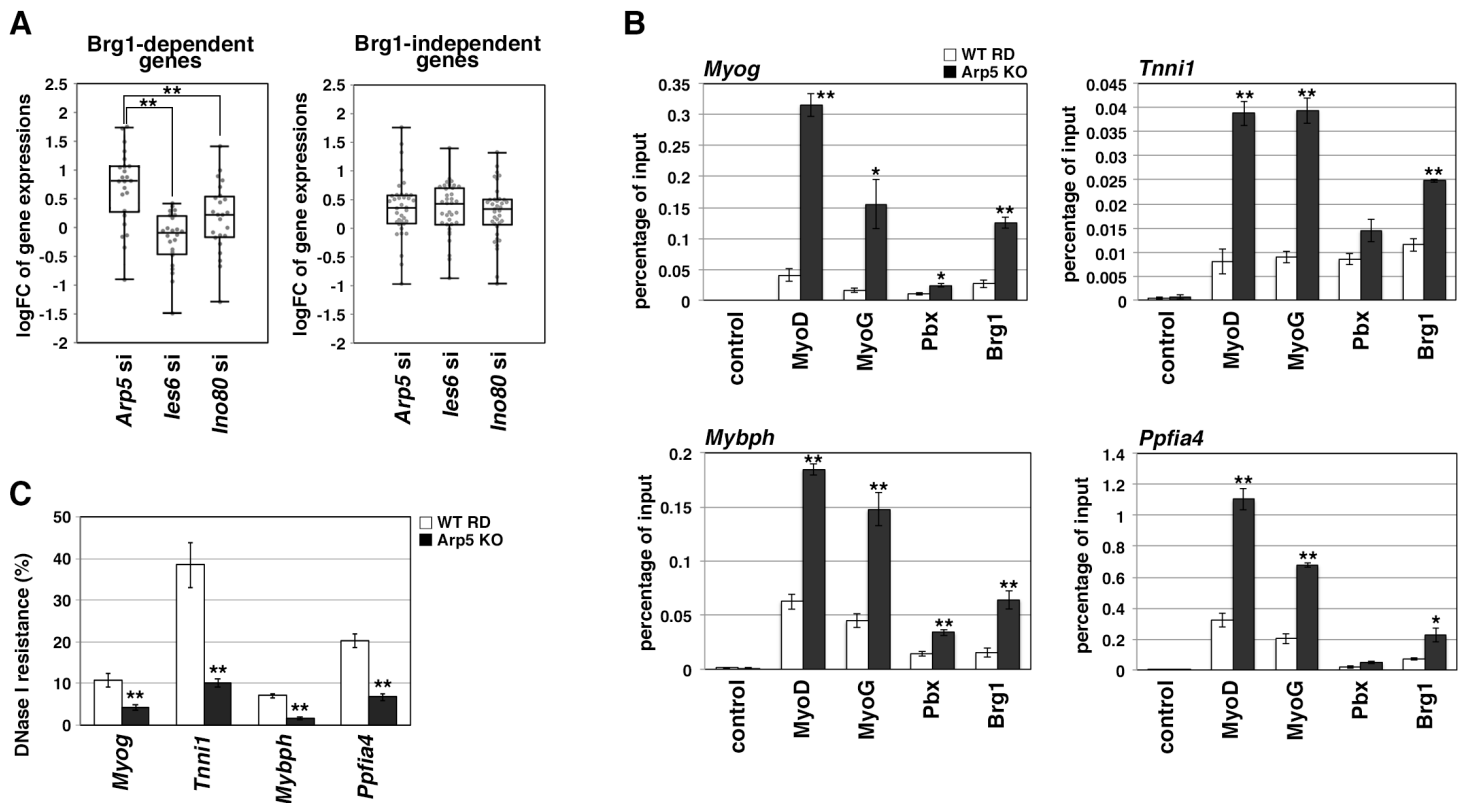 A
Brg1-dependent
genes
Brg1-independent
genes
logFC of gene expressions
2.5
2
1.5
1
0.5
0
-0.5
-1
-1.5
-2
**
**
Arp5 si
Ies6 si
Ino80 si
logFC of gene expressions
2.5
2
1.5
1
0.5
0
-0.5
-1
-1.5
-2
Arp5 si
Ies6 si
Ino80 si
B
WT RD
Arp5 KO
Myog
percentage of input
0.35
0.3
0.25
0.2
0.15
0.1
0.05
0
**
*
*
**
control
MyoD
MyoG
Pbx
Brg1
Tnni1
percentage of input
0.045
0.04
0.035
0.03
0.025
0.02
0.015
0.01
0.005
0
**
**
**
control
MyoD
MyoG
Pbx
Brg1
Mybph
percentage of input
0.2
0.15
0.1
0.05
0
**
**
**
**
control
MyoD
MyoG
Pbx
Brg1
Ppfia4
percentage of input
1.4
1.2
1
0.8
0.6
0.4
0.2
0
**
**
*
control
MyoD
MyoG
Pbx
Brg1
C
WT RD
Arp5 KO
DNase I resistance (%)
50
40
30
20
10
0
**
**
**
**
Myog
Tnni1
Mybph
Ppfia4